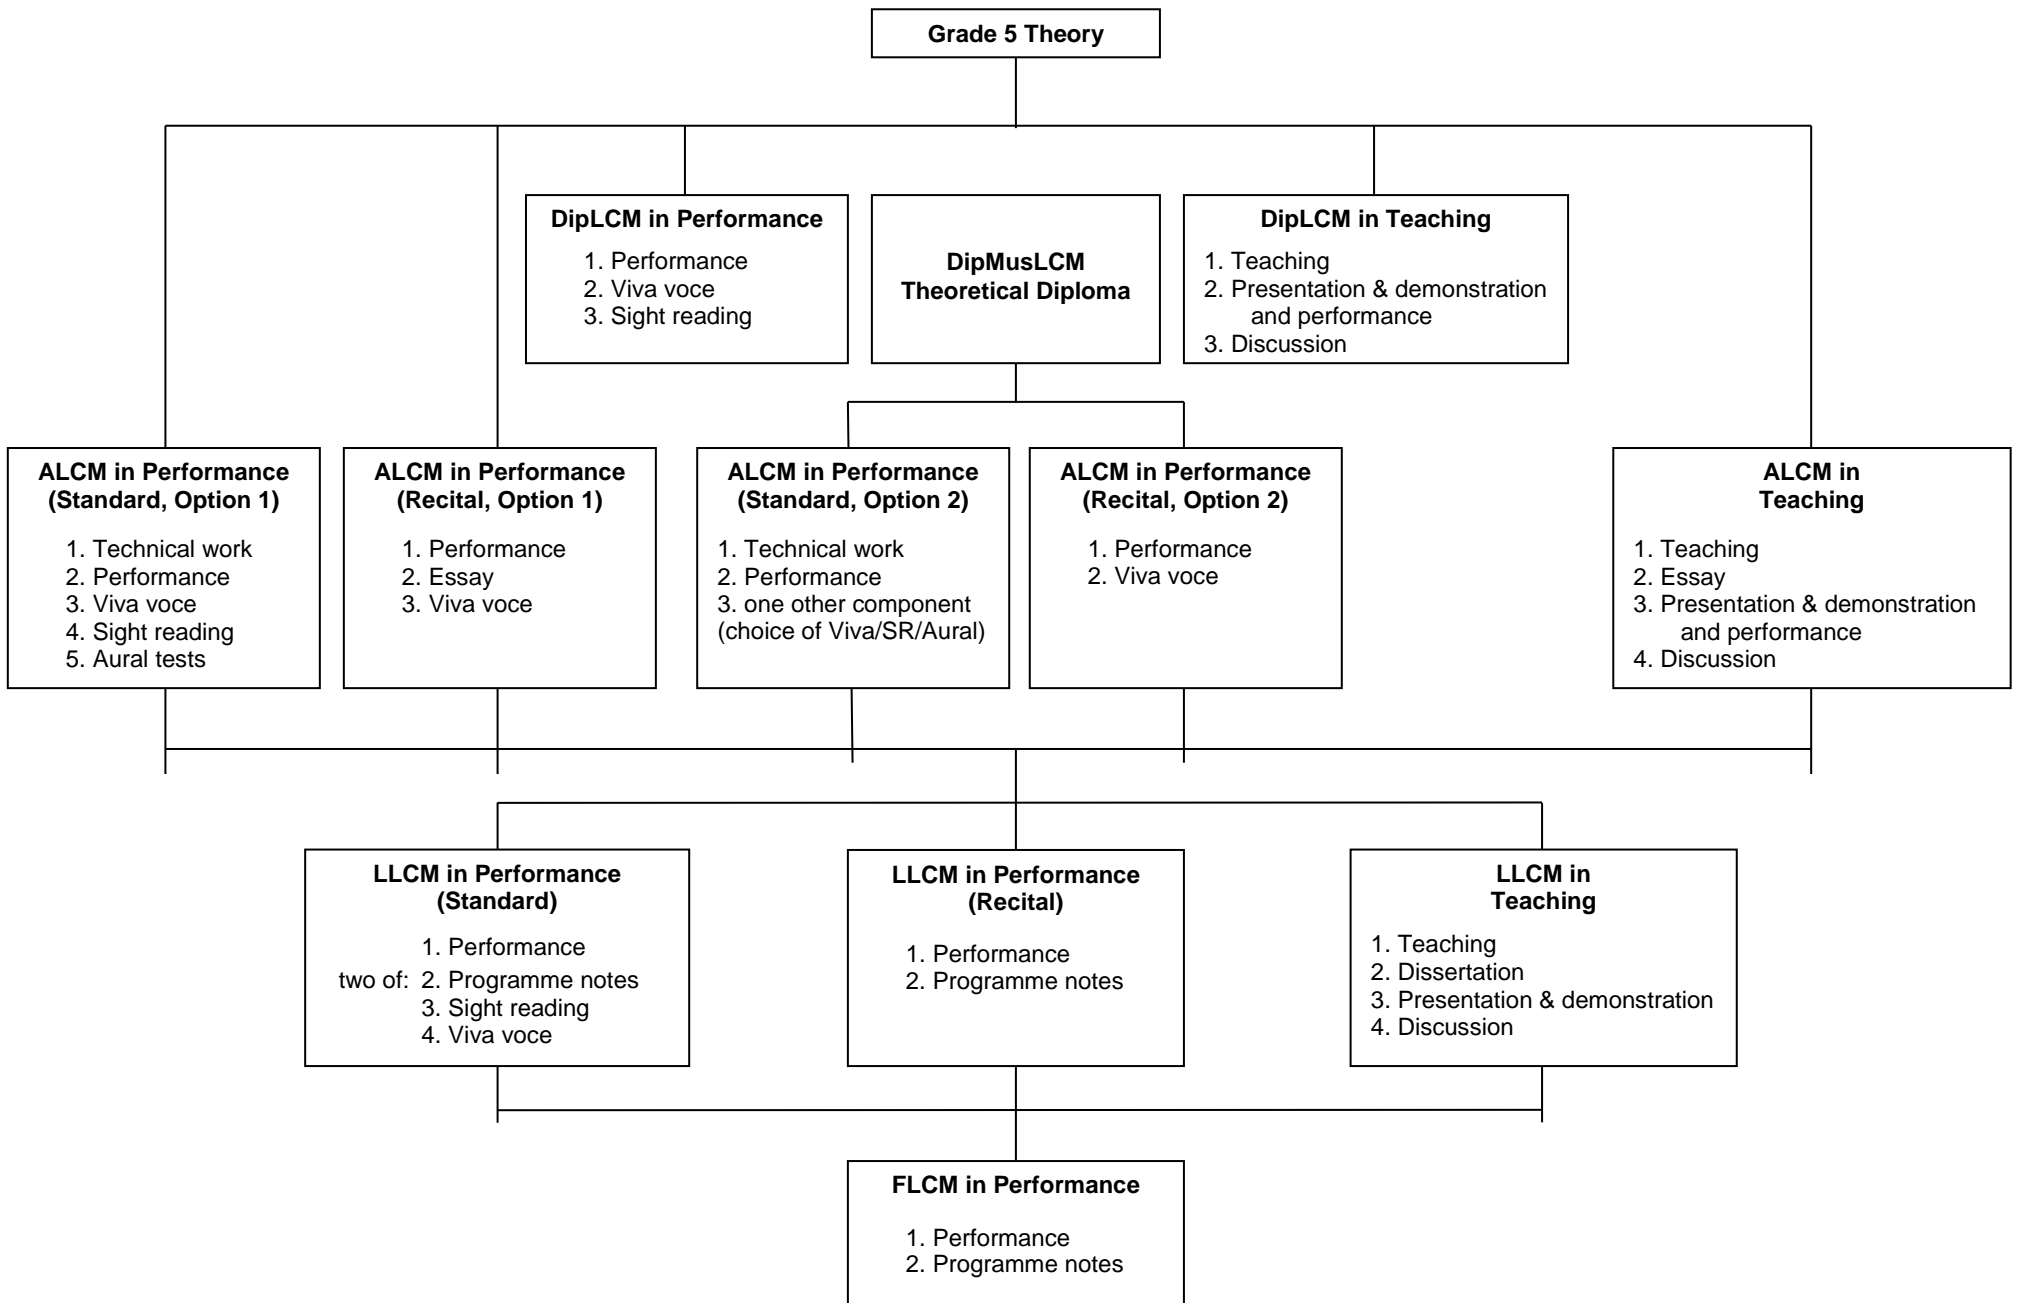 Grade 5 Theory
DipLCM in Performance
1. Performance
2. Viva voce
3. Sight reading
DipMusLCM
Theoretical Diploma
DipLCM in Teaching
1. Teaching
2. Presentation & demonstration
and performance
3. Discussion
ALCM in Performance
(Standard, Option 1)
1. Technical work
2. Performance
3. Viva voce
4. Sight reading
5. Aural tests
ALCM in Performance
(Recital, Option 1)
1. Performance
2. Essay
3. Viva voce
ALCM in Performance
(Standard, Option 2)
1. Technical work
2. Performance
3. one other component
(choice of Viva/SR/Aural)
ALCM in Performance
(Recital, Option 2)
1. Performance
2. Viva voce
ALCM in
Teaching
1. Teaching
2. Essay
3. Presentation & demonstration
and performance
4. Discussion
LLCM in Performance
(Standard)
1. Performance
two of: 2. Programme notes
3. Sight reading
4. Viva voce
LLCM in Performance
(Recital)
1. Performance
2. Programme notes
LLCM in
Teaching
1. Teaching
2. Dissertation
3. Presentation & demonstration
4. Discussion
FLCM in Performance
1. Performance
2. Programme notes